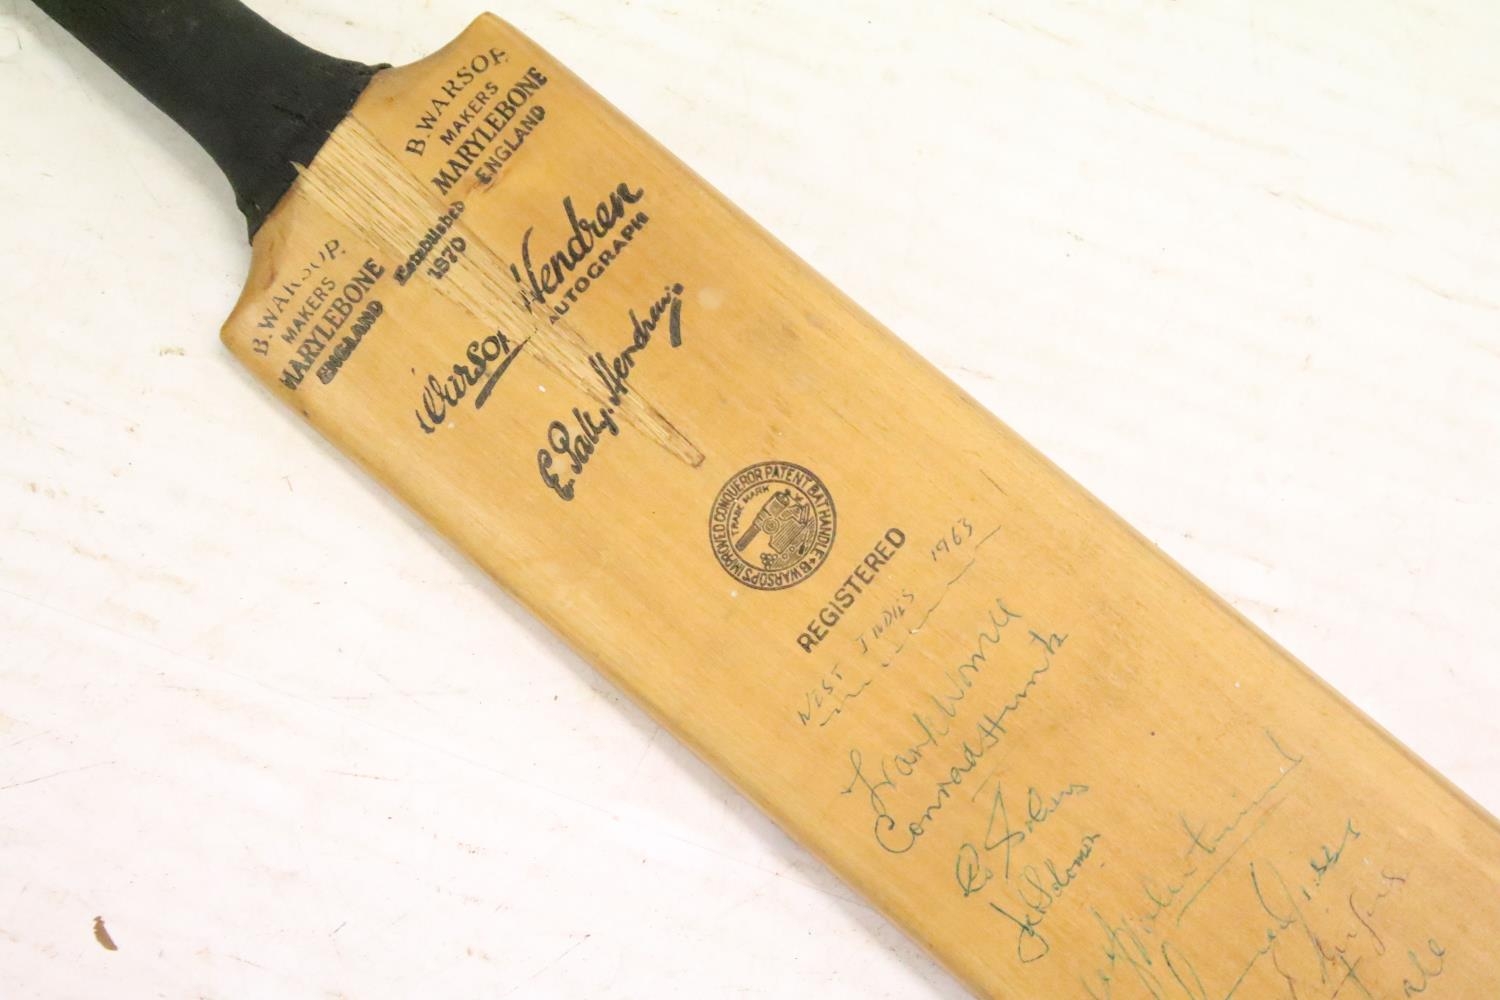 B. WARSOP
MAKERS
MARYLEBONE
ENGLAND
B. WARSOP
MAKERS
MARYLEBONE
ENGLAND
Established
1870
Warsop Hendren
AUTOGRAPH
E. Patsy. Hendren.
WARSOP'S IMPROVED CONQUEROR PATENT BAT HANDLE
TRADE MARK
REGISTERED
WEST INDIES 1963
Frank Worrell
Conrad Hunte
J Solomon